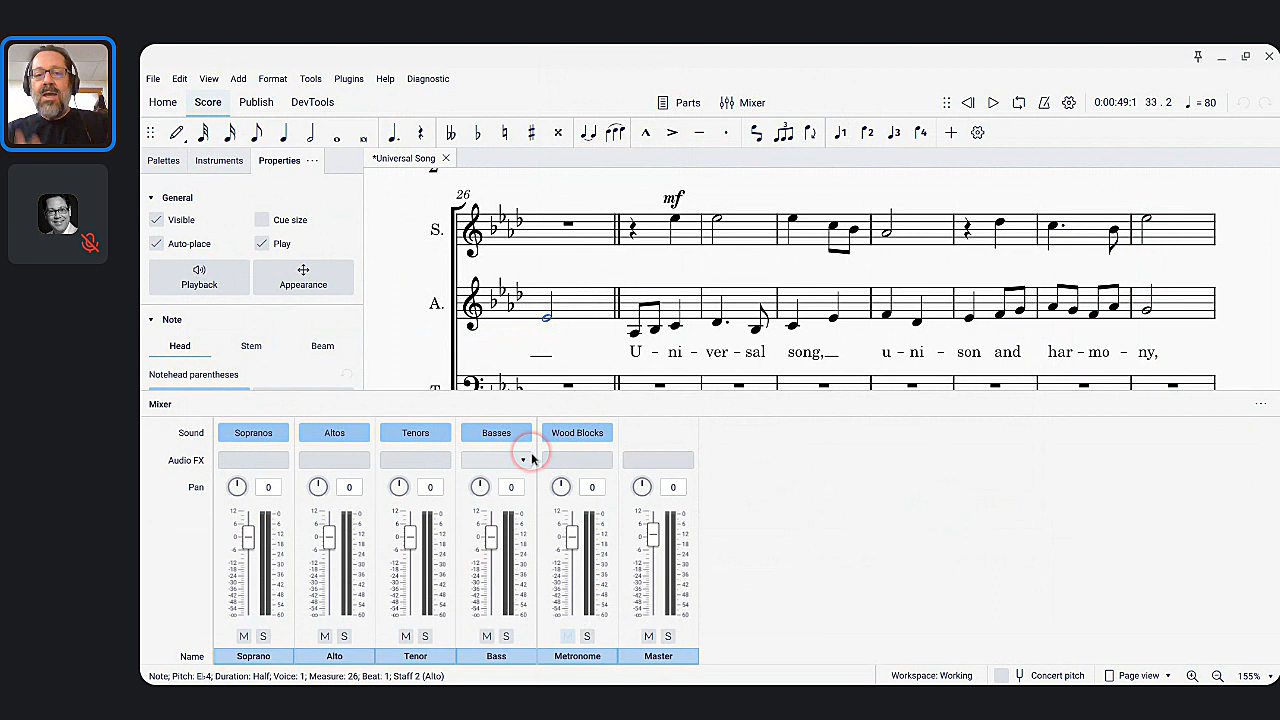 File Edit View Add Format Tools Plugins Help Diagnostic
Home Score Publish DevTools Parts Mixer 0:00:49:1 33 . 2 = 80
1 2 3 4
Palettes Instruments Properties *Universal Song
General
Visible Cue size
Auto-place Play
Playback Appearance
Note
Head Stem Beam
Notehead parentheses
26 mf
S.
A.
U - ni - ver - sal song, u - ni - son and har - mo - ny,
T.
Mixer
Sound Sopranos Altos Tenors Basses Wood Blocks
Audio FX
Pan 0 0 0 0 0 0
M S M S M S M S M S M S
Name Soprano Alto Tenor Bass Metronome Master
Note; Pitch: E♭4; Duration: Half; Voice: 1; Measure: 26; Beat: 1; Staff 2 (Alto) Workspace: Working Concert pitch Page view 155%